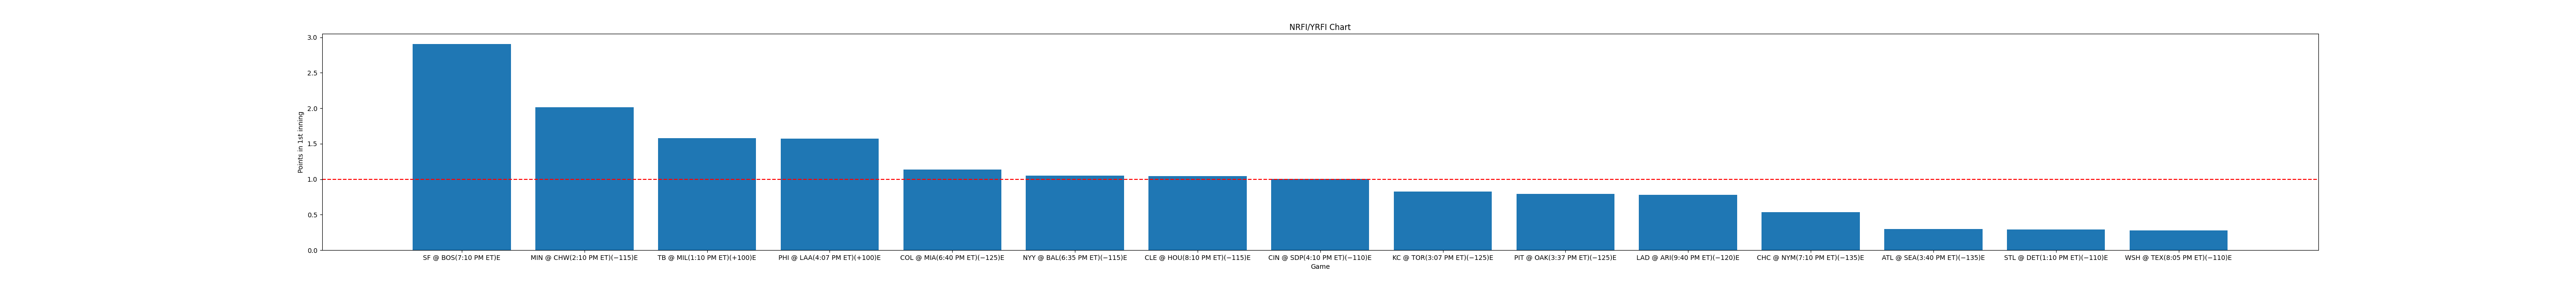 NRFI/YRFI Chart
3.0
2.5
2.0
1.5
1.0
0.5
0.0
Points in 1st inning
SF @ BOS(7:10 PM ET)E
MIN @ CHW(2:10 PM ET)(−115)E
TB @ MIL(1:10 PM ET)(+100)E
PHI @ LAA(4:07 PM ET)(+100)E
COL @ MIA(6:40 PM ET)(−125)E
NYY @ BAL(6:35 PM ET)(−115)E
CLE @ HOU(8:10 PM ET)(−115)E
CIN @ SDP(4:10 PM ET)(−110)E
KC @ TOR(3:07 PM ET)(−125)E
PIT @ OAK(3:37 PM ET)(−125)E
LAD @ ARI(9:40 PM ET)(−120)E
CHC @ NYM(7:10 PM ET)(−135)E
ATL @ SEA(3:40 PM ET)(−135)E
STL @ DET(1:10 PM ET)(−110)E
WSH @ TEX(8:05 PM ET)(−110)E
Game